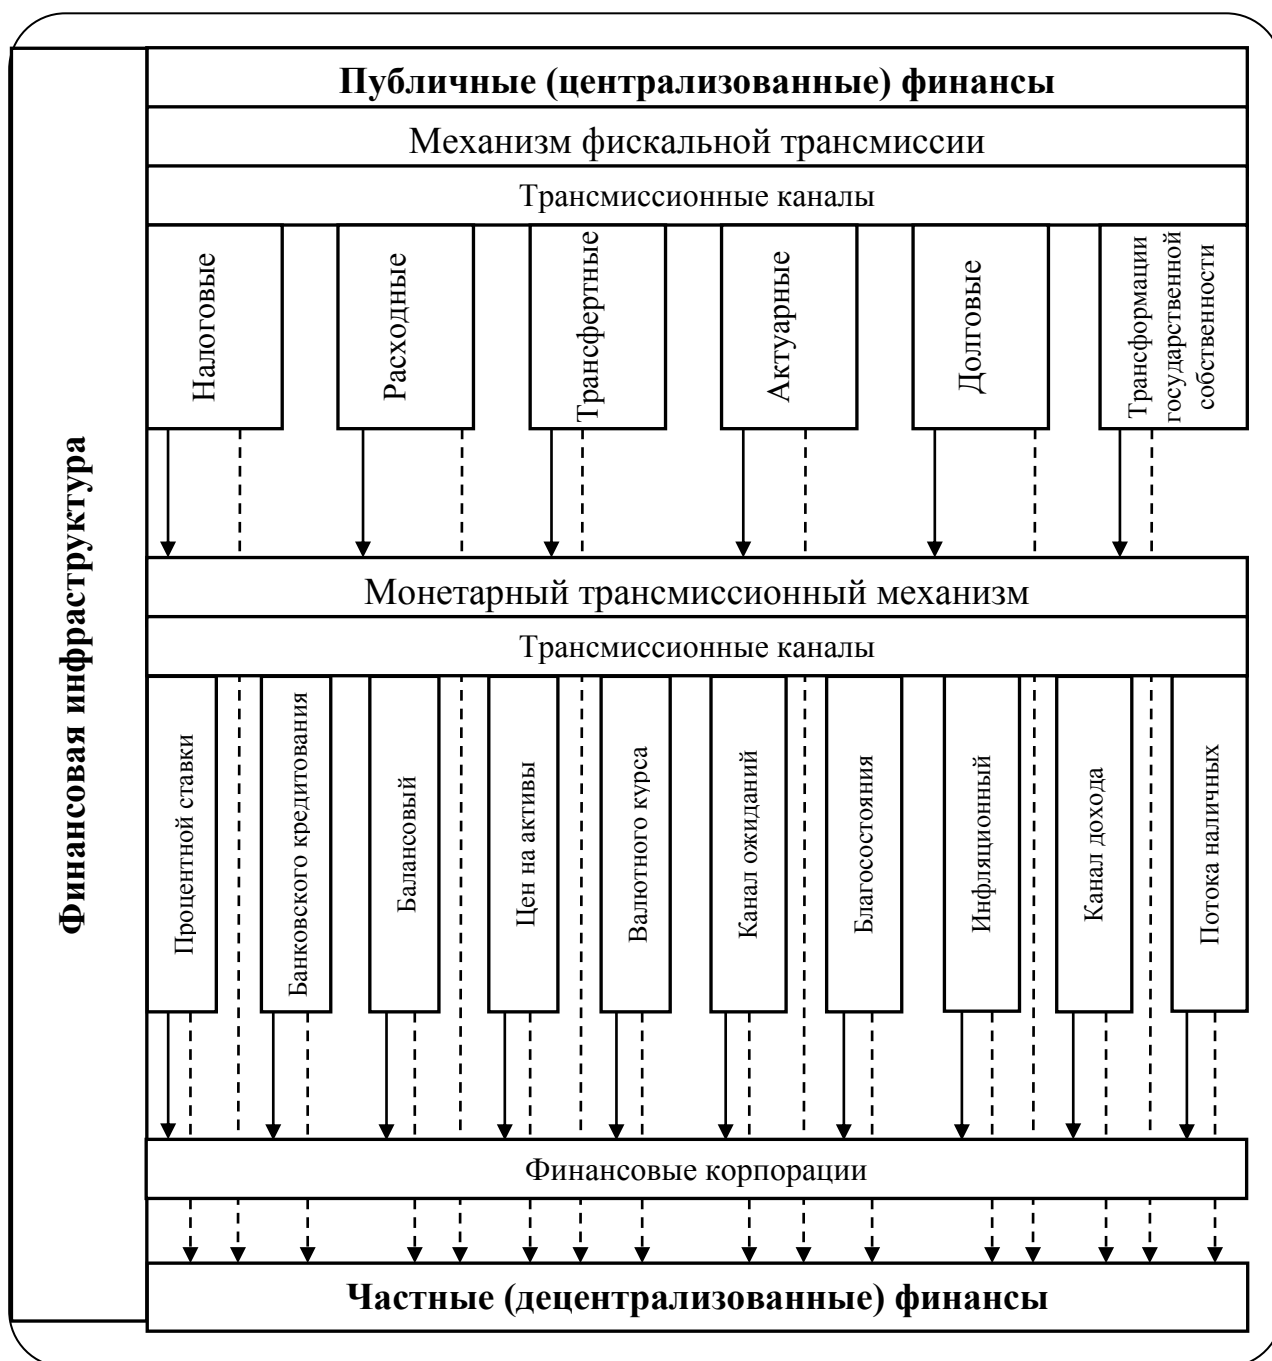 Финансовая инфраструктура
Публичные (централизованные) финансы
Механизм фискальной трансмиссии
Трансмиссионные каналы
Налоговые
Расходные
Трансфертные
Актуарные
Долговые
Трансформации
государственной
собственности
Монетарный трансмиссионный механизм
Трансмиссионные каналы
Процентной ставки
Банковского кредитования
Балансовый
Цен на активы
Валютного курса
Канал ожиданий
Благосостояния
Инфляционный
Канал дохода
Потока наличных
Финансовые корпорации
Частные (децентрализованные) финансы